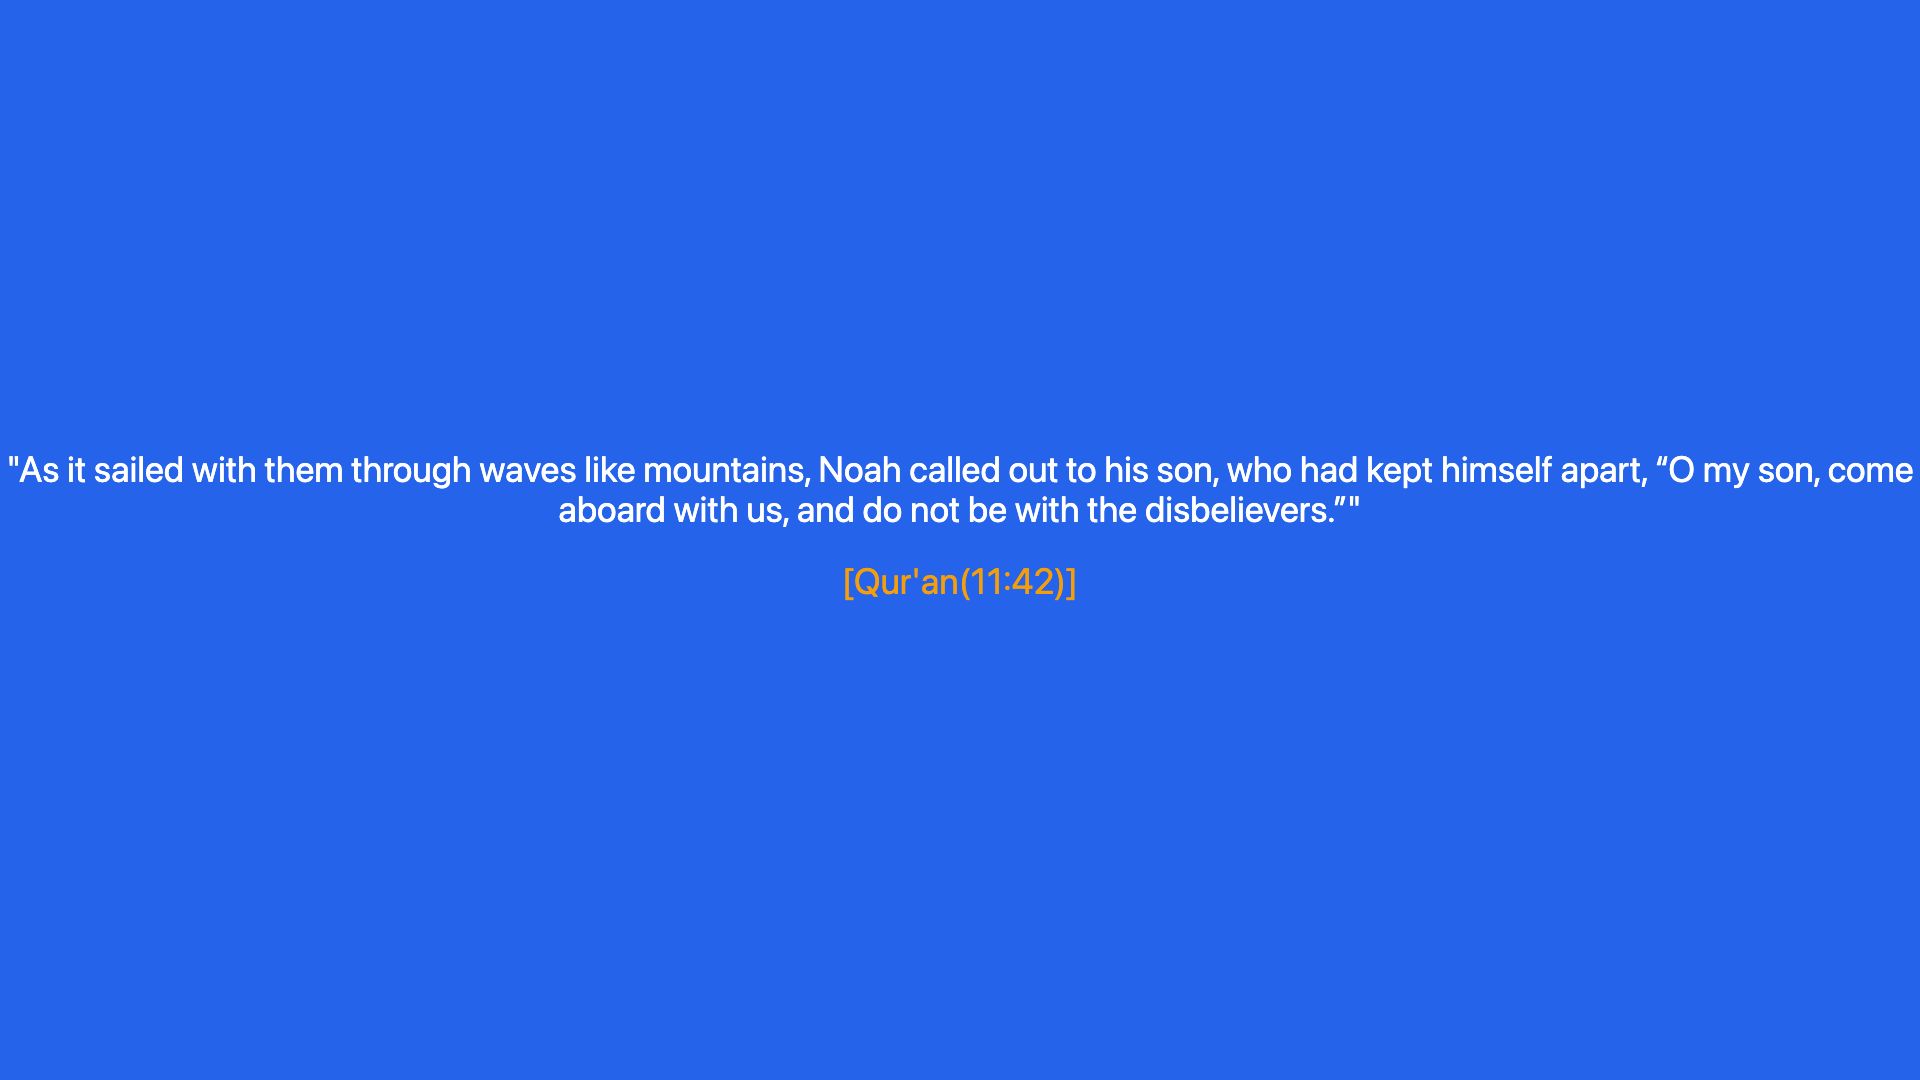 "As it sailed with them through waves like mountains, Noah called out to his son, who had kept himself apart, “O my son, come
aboard with us, and do not be with the disbelievers.”"
[Qur'an(11:42)]